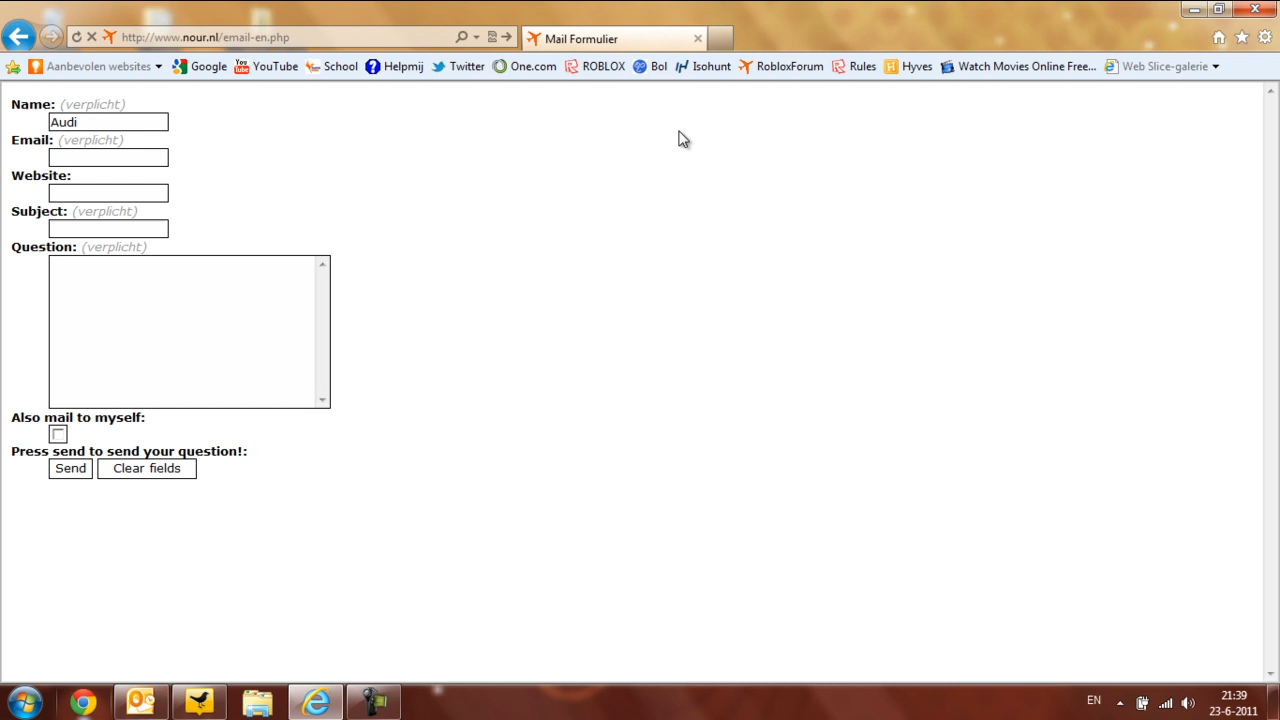 http://www.nour.nl/email-en.php
Mail Formulier
Aanbevolen websites
Google
YouTube
School
Helpmij
Twitter
One.com
ROBLOX
Bol
Isohunt
RobloxForum
Rules
Hyves
Watch Movies Online Free...
Web Slice-galerie
Name: (verplicht)
Audi
Email: (verplicht)
Website:
Subject: (verplicht)
Question: (verplicht)
Also mail to myself:
Press send to send your question!:
Send
Clear fields
EN
21:39
23-6-2011